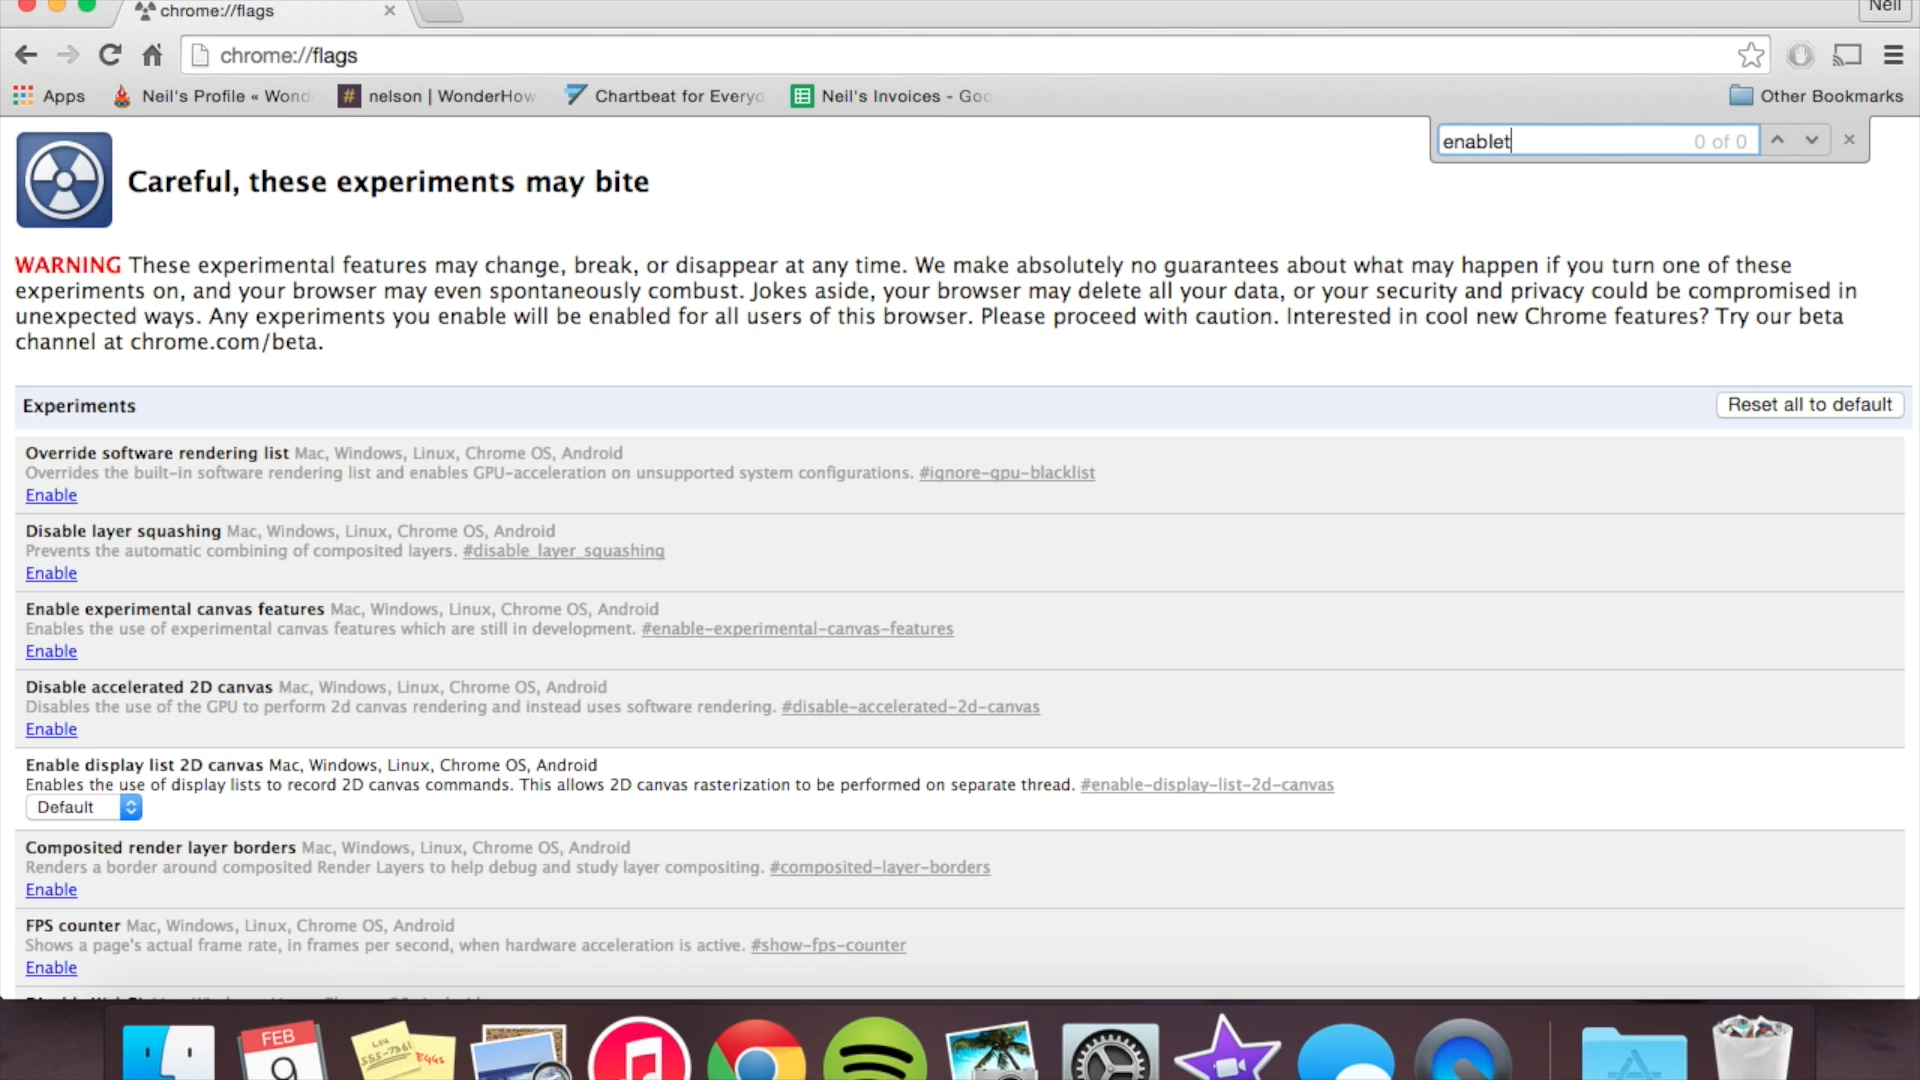 chrome://flags
Neil
chrome://flags
Apps
Neil's Profile « Wond
nelson | WonderHow
Chartbeat for Everyo
Neil's Invoices - Goo
Other Bookmarks
enablet
0 of 0
Careful, these experiments may bite
WARNING These experimental features may change, break, or disappear at any time. We make absolutely no guarantees about what may happen if you turn one of these
experiments on, and your browser may even spontaneously combust. Jokes aside, your browser may delete all your data, or your security and privacy could be compromised in
unexpected ways. Any experiments you enable will be enabled for all users of this browser. Please proceed with caution. Interested in cool new Chrome features? Try our beta
channel at chrome.com/beta.
Experiments
Reset all to default
Override software rendering list Mac, Windows, Linux, Chrome OS, Android
Overrides the built-in software rendering list and enables GPU-acceleration on unsupported system configurations. #ignore-gpu-blacklist
Enable
Disable layer squashing Mac, Windows, Linux, Chrome OS, Android
Prevents the automatic combining of composited layers. #disable_layer_squashing
Enable
Enable experimental canvas features Mac, Windows, Linux, Chrome OS, Android
Enables the use of experimental canvas features which are still in development. #enable-experimental-canvas-features
Enable
Disable accelerated 2D canvas Mac, Windows, Linux, Chrome OS, Android
Disables the use of the GPU to perform 2d canvas rendering and instead uses software rendering. #disable-accelerated-2d-canvas
Enable
Enable display list 2D canvas Mac, Windows, Linux, Chrome OS, Android
Enables the use of display lists to record 2D canvas commands. This allows 2D canvas rasterization to be performed on separate thread. #enable-display-list-2d-canvas
Default
Composited render layer borders Mac, Windows, Linux, Chrome OS, Android
Renders a border around composited Render Layers to help debug and study layer compositing. #composited-layer-borders
Enable
FPS counter Mac, Windows, Linux, Chrome OS, Android
Shows a page's actual frame rate, in frames per second, when hardware acceleration is active. #show-fps-counter
Enable
FEB
9
555-7361
EGGS